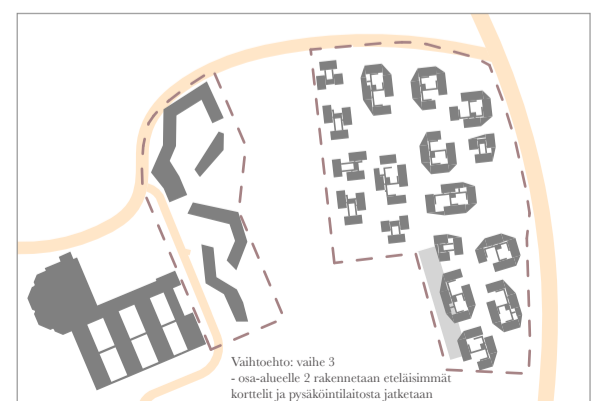 Vaihtoehto: vaihe 3
- osa-alueelle 2 rakennetaan eteläisimmät
korttelit ja pysäköintilaitosta jatketaan